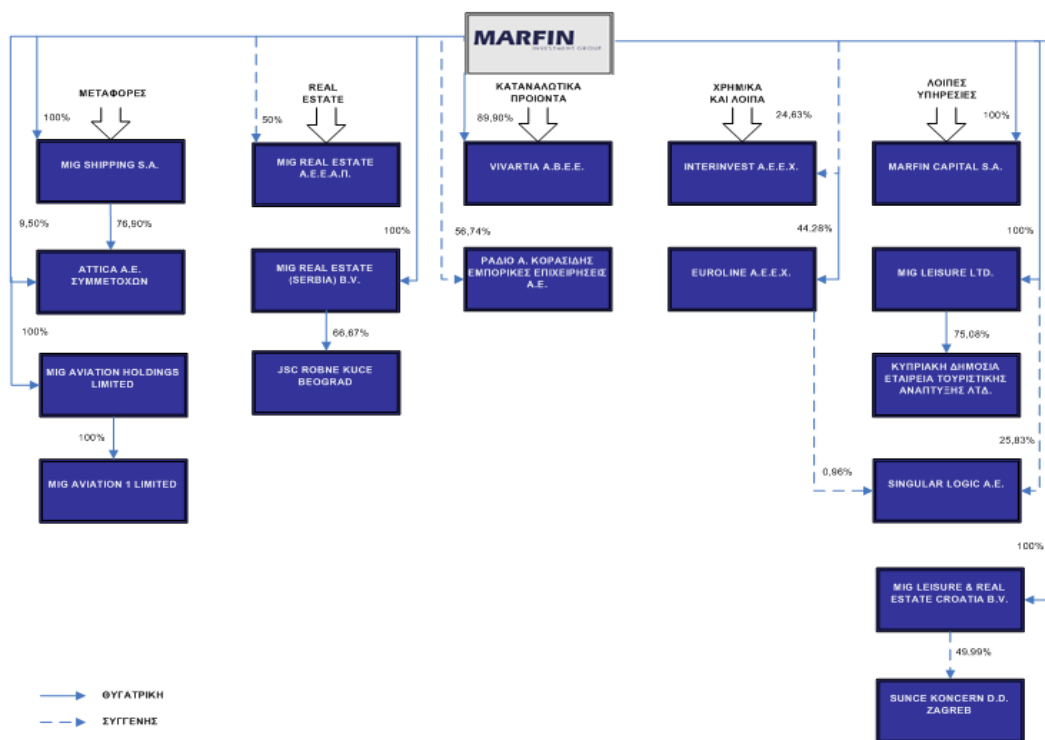 MARFIN
INVESTMENT GROUP
ΜΕΤΑΦΟΡΕΣ
REAL
ESTATE
ΚΑΤΑΝΑΛΩΤΙΚΑ
ΠΡΟΙΟΝΤΑ
ΧΡΗΜ/ΚΑ
ΚΑΙ ΛΟΙΠΑ
ΛΟΙΠΕΣ
ΥΠΗΡΕΣΙΕΣ
100%
50%
89,90%
24,63%
100%
MIG SHIPPING S.A.
MIG REAL ESTATE
Α.Ε.Ε.Α.Π.
VIVARTIA Α.Β.Ε.Ε.
INTERINVEST Α.Ε.Ε.Χ.
MARFIN CAPITAL S.A.
9,50%
76,90%
100%
56,74%
44,28%
100%
ATTICA Α.Ε.
ΣΥΜΜΕΤΟΧΩΝ
MIG REAL ESTATE
(SERBIA) B.V.
ΡΑΔΙΟ Α. ΚΟΡΑΣΙΔΗΣ
ΕΜΠΟΡΙΚΕΣ ΕΠΙΧΕΙΡΗΣΕΙΣ
Α.Ε.
EUROLINE Α.Ε.Ε.Χ.
MIG LEISURE LTD.
100%
66,67%
75,08%
MIG AVIATION HOLDINGS
LIMITED
JSC ROBNE KUCE
BEOGRAD
ΚΥΠΡΙΑΚΗ ΔΗΜΟΣΙΑ
ΕΤΑΙΡΕΙΑ ΤΟΥΡΙΣΤΙΚΗΣ
ΑΝΑΠΤΥΞΗΣ ΛΤΔ.
100%
25,83%
0,96%
MIG AVIATION 1 LIMITED
SINGULAR LOGIC Α.Ε.
100%
MIG LEISURE & REAL
ESTATE CROATIA B.V.
49,99%
SUNCE KONCERN D.D.
ZAGREB
ΘΥΓΑΤΡΙΚΗ
ΣΥΓΓΕΝΗΣ